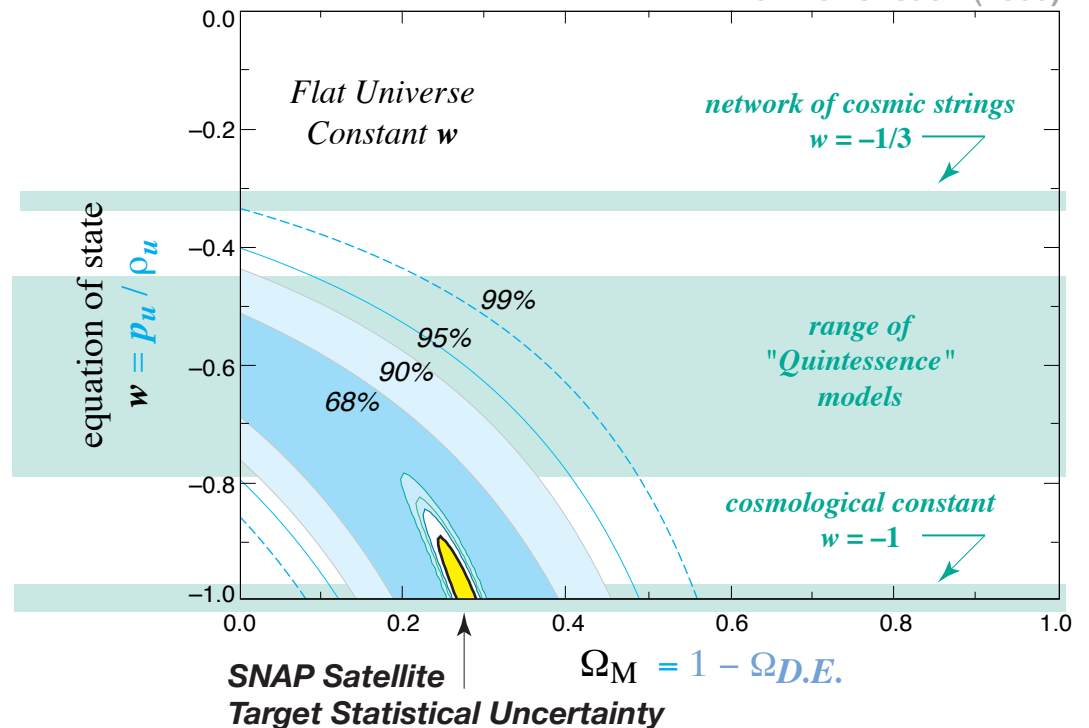 0.0
Flat Universe
Constant w
network of cosmic strings
w = –1/3
–0.2
equation of state
w = pu / ρu
–0.4
99%
95%
90%
68%
range of
"Quintessence"
models
–0.6
–0.8
cosmological constant
w = –1
–1.0
0.0 0.2 0.4 0.6 0.8 1.0
ΩM = 1 – ΩD.E.
SNAP Satellite
Target Statistical Uncertainty